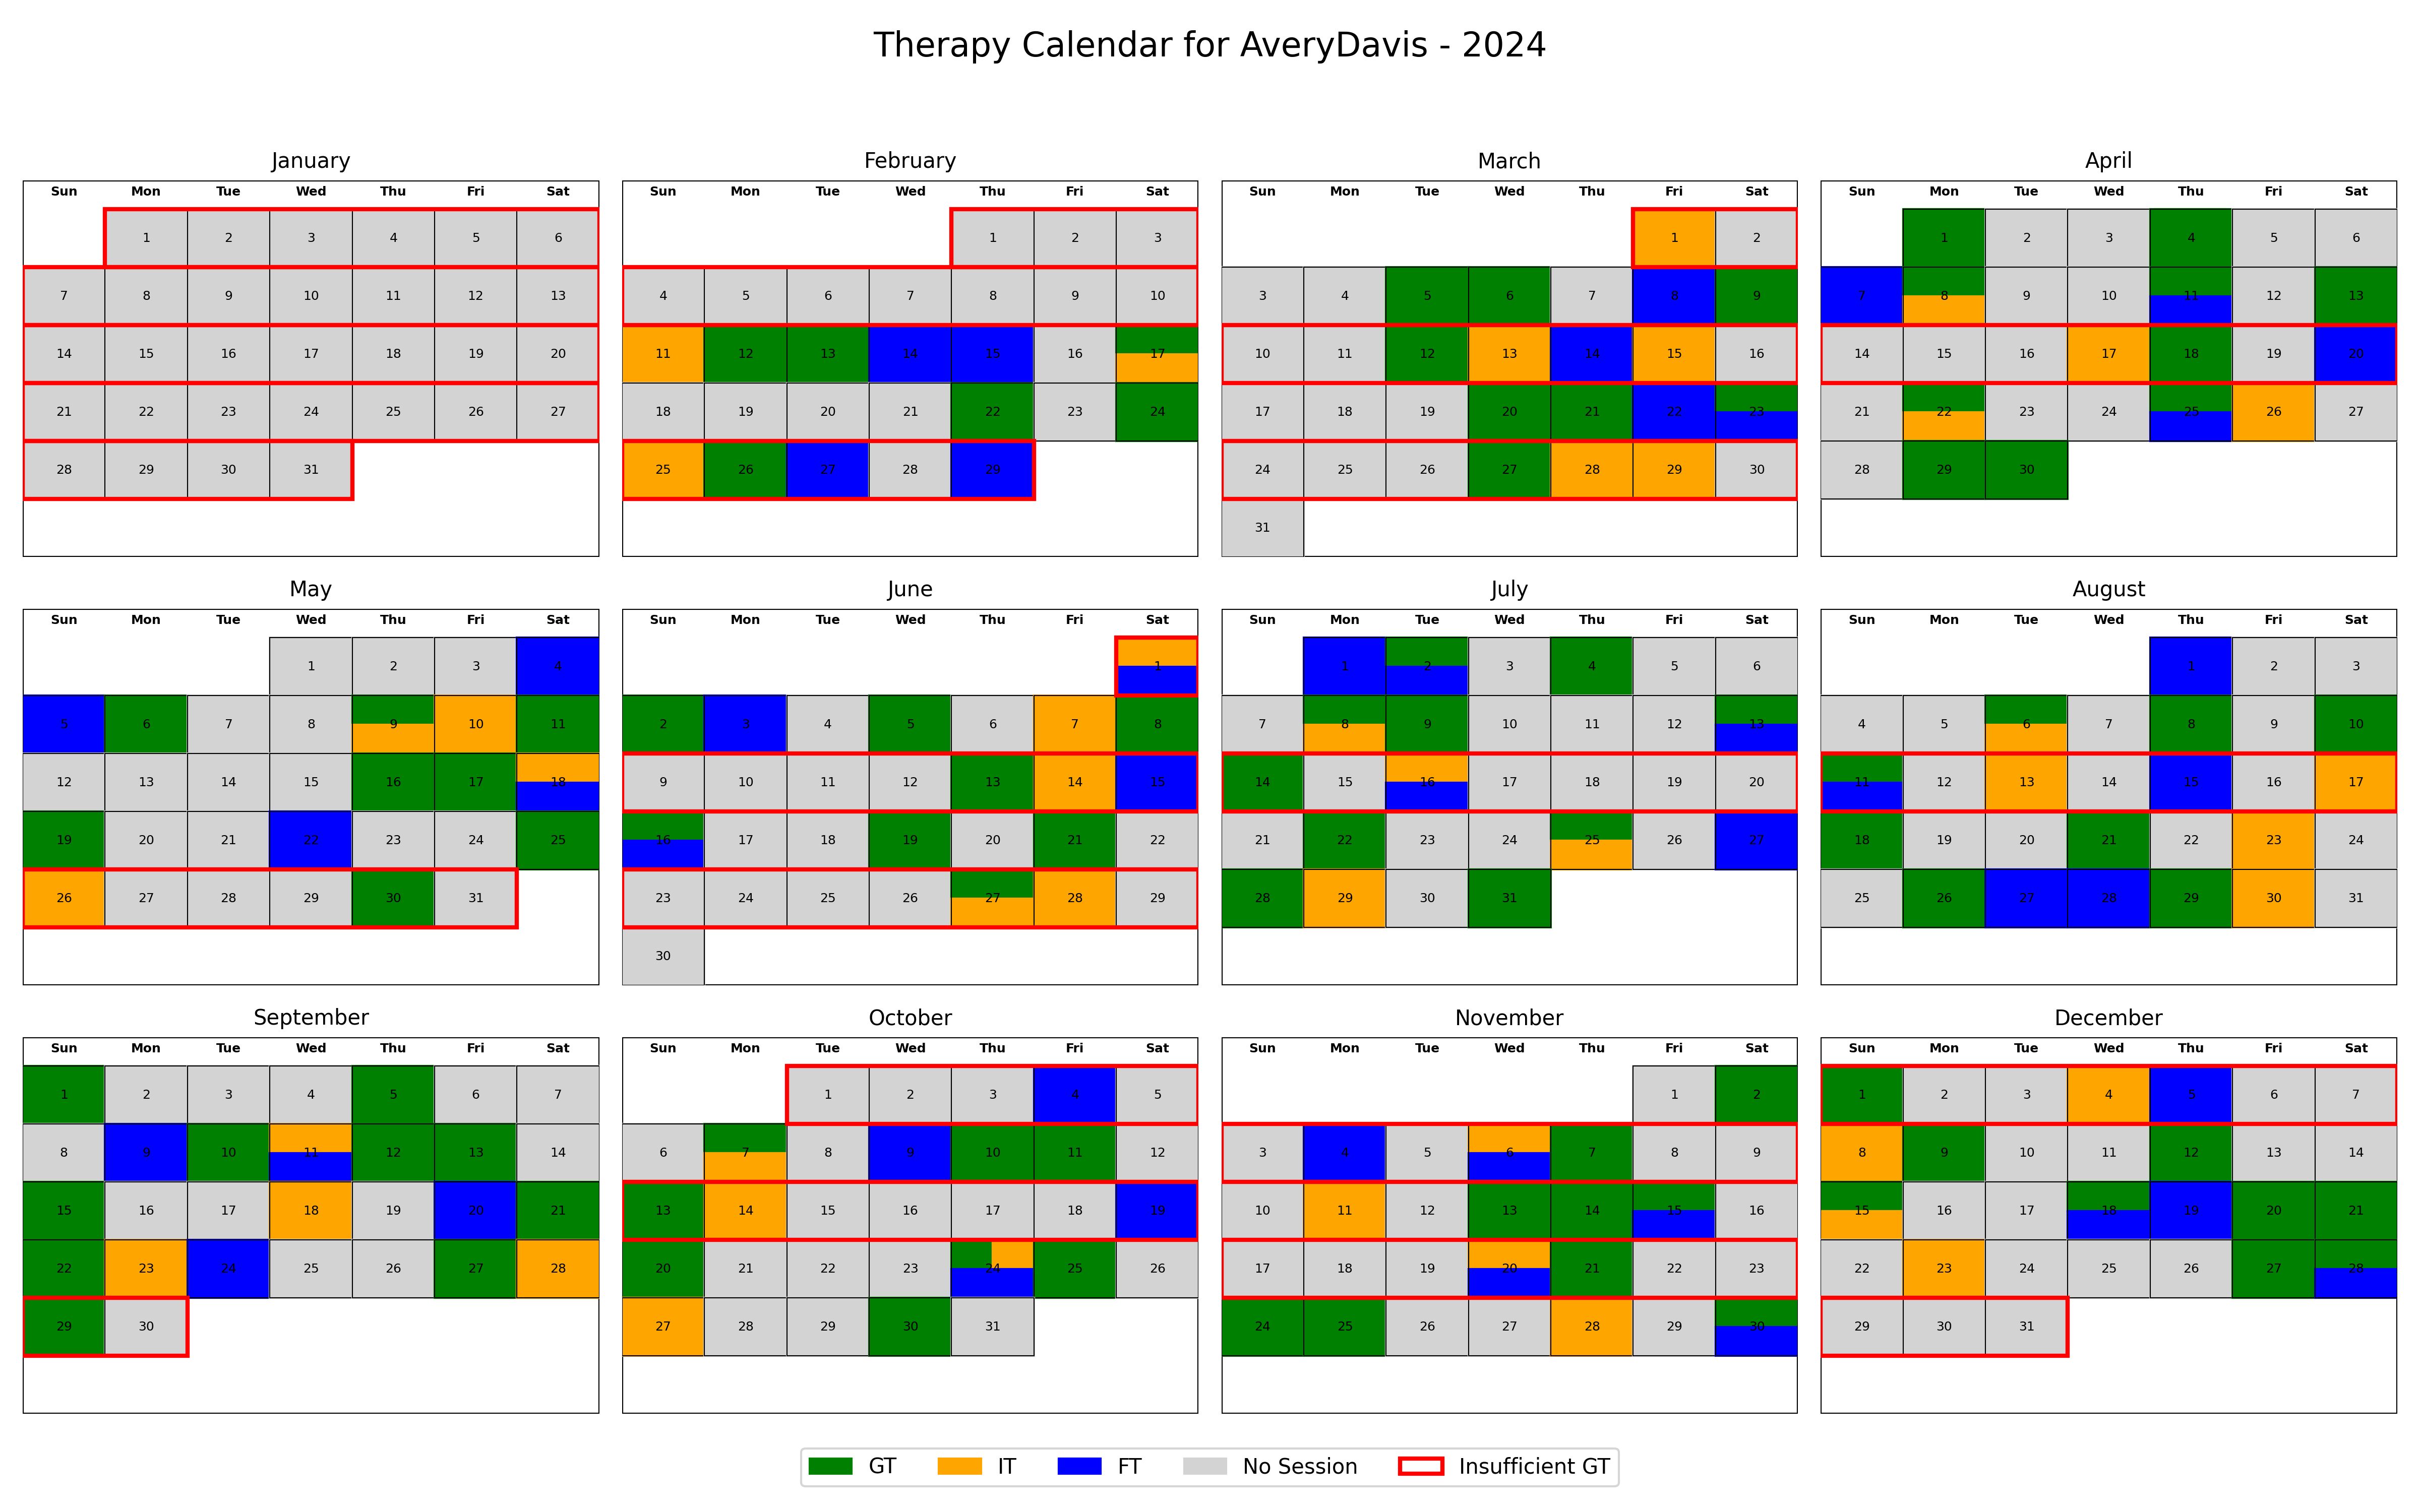 Therapy Calendar for AveryDavis - 2024
January February March April
Sun Mon Tue Wed Thu Fri Sat Sun Mon Tue Wed Thu Fri Sat Sun Mon Tue Wed Thu Fri Sat Sun Mon Tue Wed Thu Fri Sat
1 2 3 4 5 6 1 2 3 1 2 1 2 3 4 5 6
7 8 9 10 11 12 13 4 5 6 7 8 9 10 3 4 5 6 7 8 9 7 8 9 10 11 12 13
14 15 16 17 18 19 20 11 12 13 14 15 16 17 10 11 12 13 14 15 16 14 15 16 17 18 19 20
21 22 23 24 25 26 27 18 19 20 21 22 23 24 17 18 19 20 21 22 23 21 22 23 24 25 26 27
28 29 30 31 25 26 27 28 29 24 25 26 27 28 29 30 28 29 30
31
May June July August
Sun Mon Tue Wed Thu Fri Sat Sun Mon Tue Wed Thu Fri Sat Sun Mon Tue Wed Thu Fri Sat Sun Mon Tue Wed Thu Fri Sat
1 2 3 4 1 1 2 3 4 5 6 1 2 3
5 6 7 8 9 10 11 2 3 4 5 6 7 8 7 8 9 10 11 12 13 4 5 6 7 8 9 10
12 13 14 15 16 17 18 9 10 11 12 13 14 15 14 15 16 17 18 19 20 11 12 13 14 15 16 17
19 20 21 22 23 24 25 16 17 18 19 20 21 22 21 22 23 24 25 26 27 18 19 20 21 22 23 24
26 27 28 29 30 31 23 24 25 26 27 28 29 28 29 30 31 25 26 27 28 29 30 31
30
September October November December
Sun Mon Tue Wed Thu Fri Sat Sun Mon Tue Wed Thu Fri Sat Sun Mon Tue Wed Thu Fri Sat Sun Mon Tue Wed Thu Fri Sat
1 2 3 4 5 6 7 1 2 3 4 5 1 2 1 2 3 4 5 6 7
8 9 10 11 12 13 14 6 7 8 9 10 11 12 3 4 5 6 7 8 9 8 9 10 11 12 13 14
15 16 17 18 19 20 21 13 14 15 16 17 18 19 10 11 12 13 14 15 16 15 16 17 18 19 20 21
22 23 24 25 26 27 28 20 21 22 23 24 25 26 17 18 19 20 21 22 23 22 23 24 25 26 27 28
29 30 27 28 29 30 31 24 25 26 27 28 29 30 29 30 31
GT IT FT No Session Insufficient GT